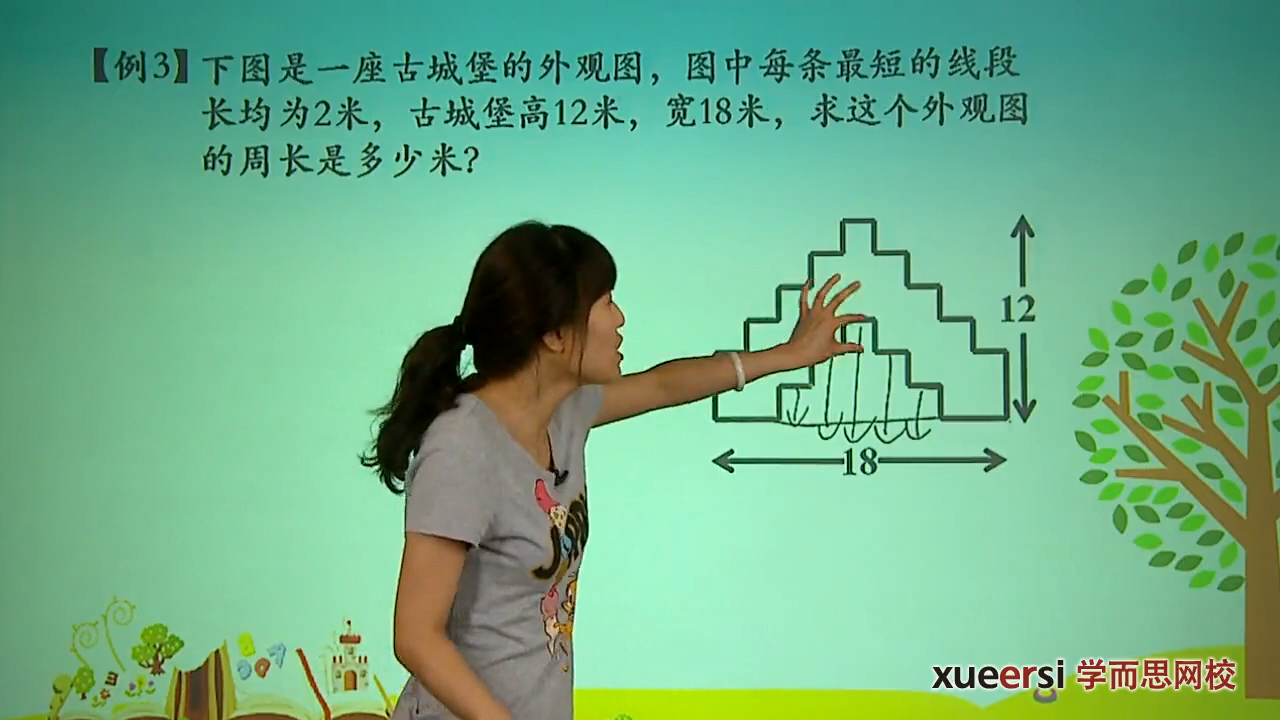 【例3】下图是一座古城堡的外观图，图中每条最短的线段
长均为2米，古城堡高12米，宽18米，求这个外观图
的周长是多少米？
12
18
xueersi 学而思网校